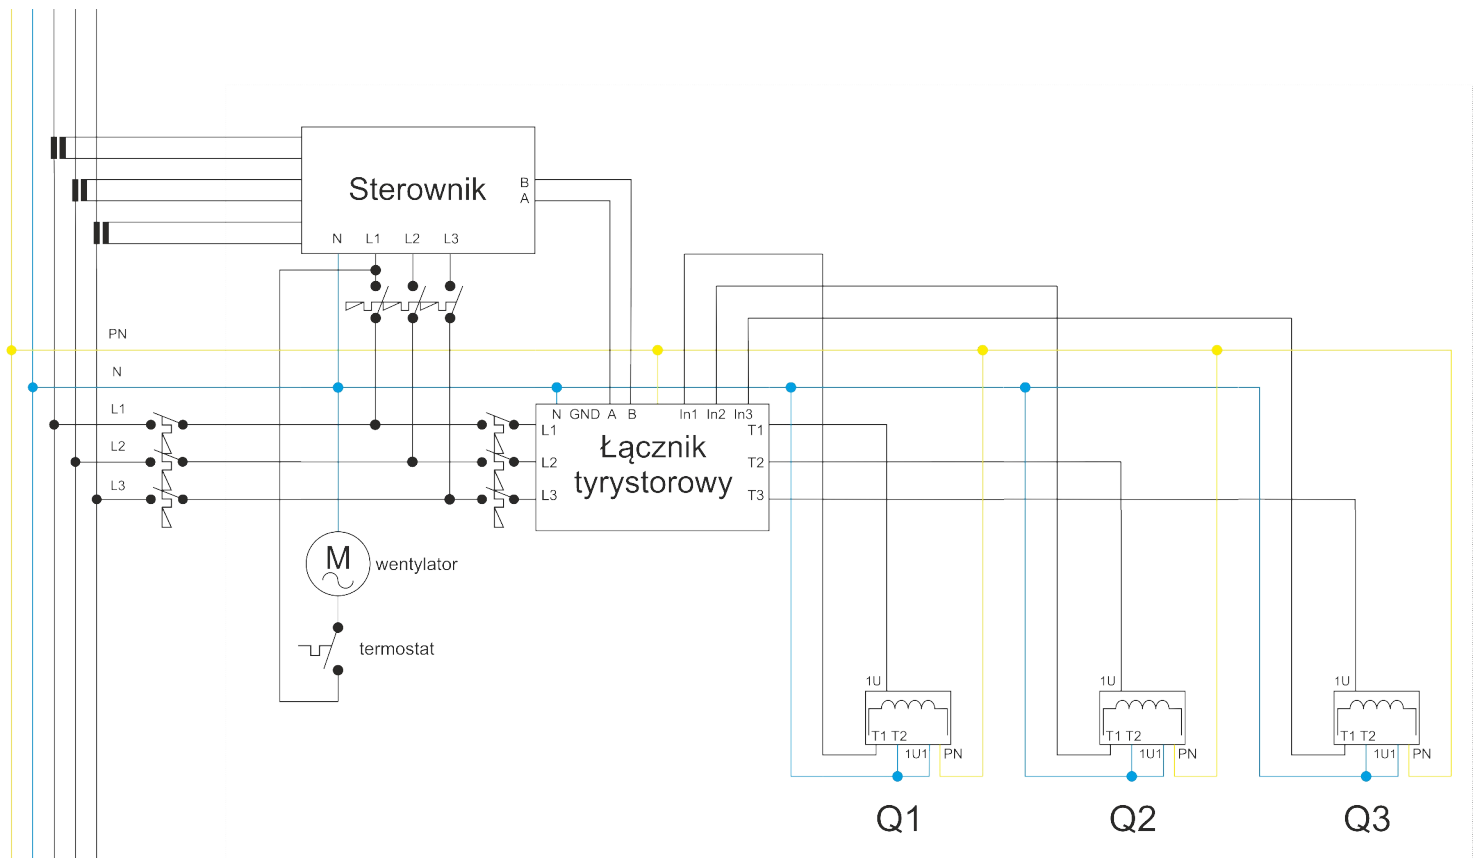 Sterownik
B
A
N L1 L2 L3
PN
N
L1
L2
L3
N GND A B In1 In2 In3
L1
L2
L3
Łącznik
tyrystorowy
T1
T2
T3
M
wentylator
termostat
1U
T1 T2
1U1 PN
Q1
1U
T1 T2
1U1 PN
Q2
1U
T1 T2
1U1 PN
Q3